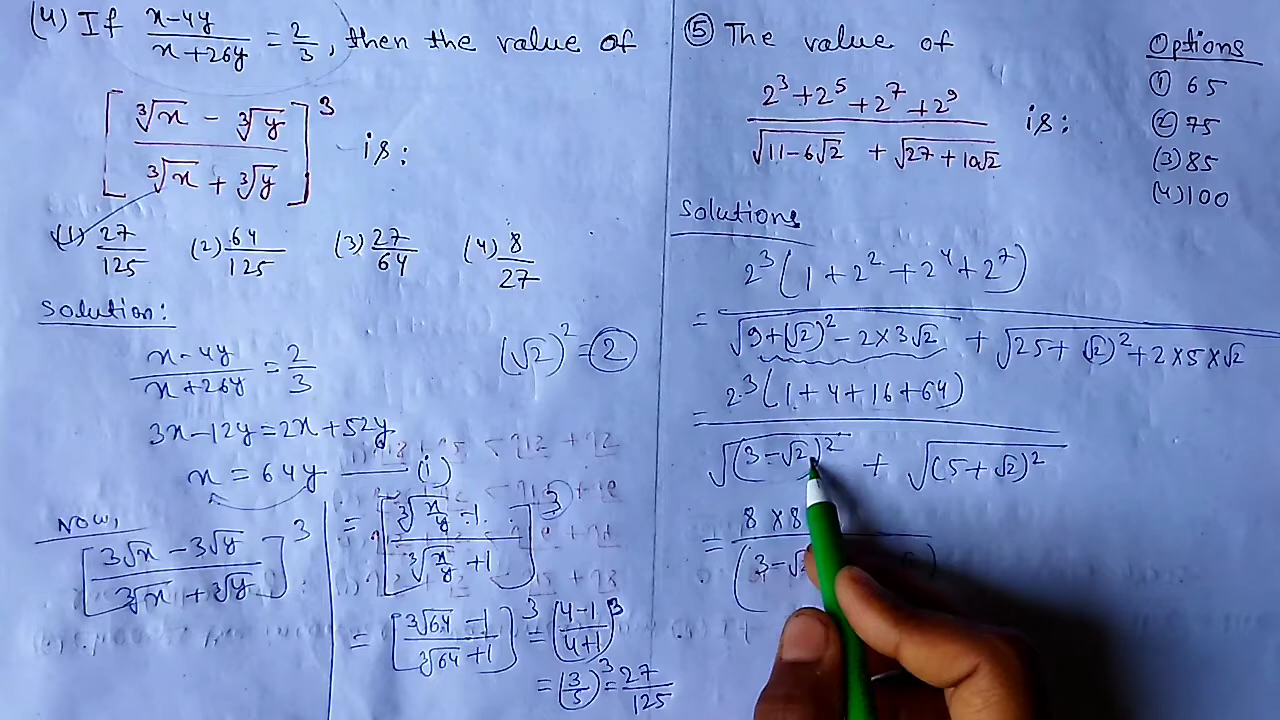 (4) If (x-4y)/(x+26y) = 2/3, then the value of
[(∛x - ∛y)/(∛x + ∛y)]³ is:
(1) 27/125 (2) 64/125 (3) 27/64 (4) 8/27
Solution:
(x-4y)/(x+26y) = 2/3
(√2)² = 2
3x-12y=2x+52y
x = 64y —— (i)
Now,
[(3√x - 3√y)/(∛x + ∛y)]³
= [(∛(x/y) - 1)/(∛(x/y) + 1)]³
= [(∛64 - 1)/(∛64 + 1)]³ = ((4-1)/(4+1))³
= (3/5)³ = 27/125
(5) The value of
(2³+2⁵+2⁷+2⁹)/(√(11-6√2) + √(27+10√2)) is:
Options
(1) 65
(2) 75
(3) 85
(4) 100
Solutions
= 2³(1+2²+2⁴+2⁷)/(√(9+(√2)²-2×3√2) + √(25+(√2)²+2×5×√2))
= 2³(1+4+16+64)/(√((3-√2)²) + √((5+√2)²))
= 8×8
(3-√